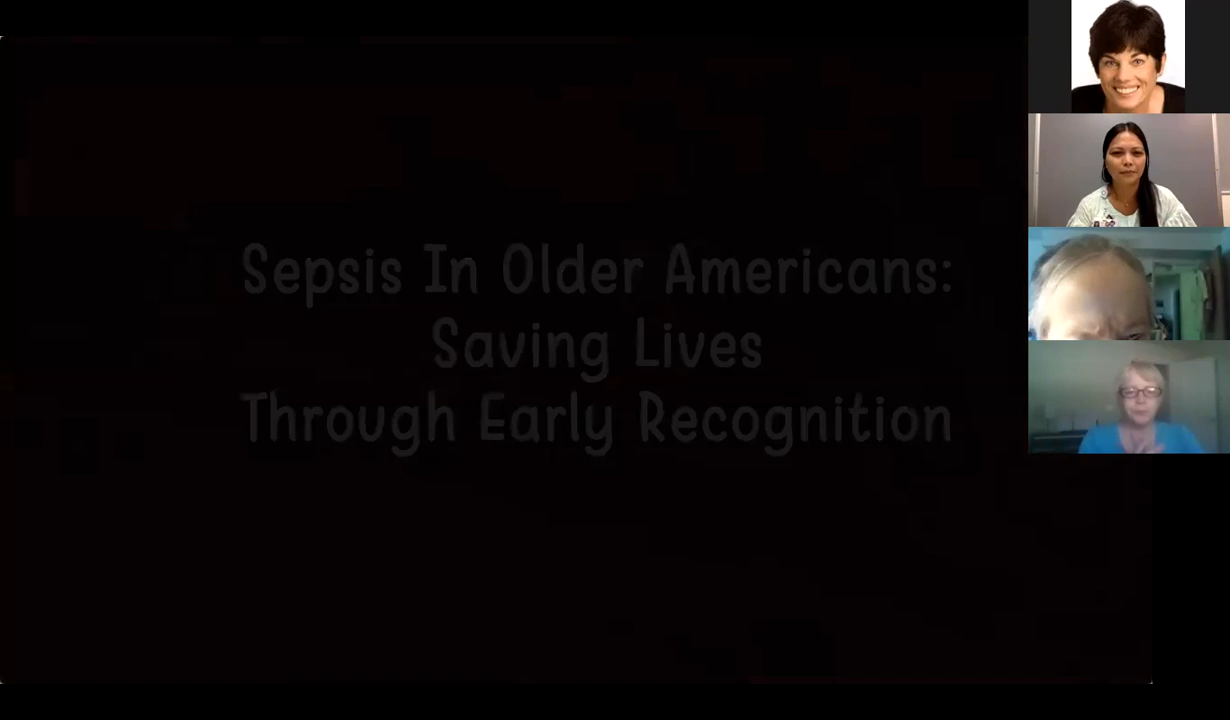 Sepsis In Older Americans:
Saving Lives
Through Early Recognition